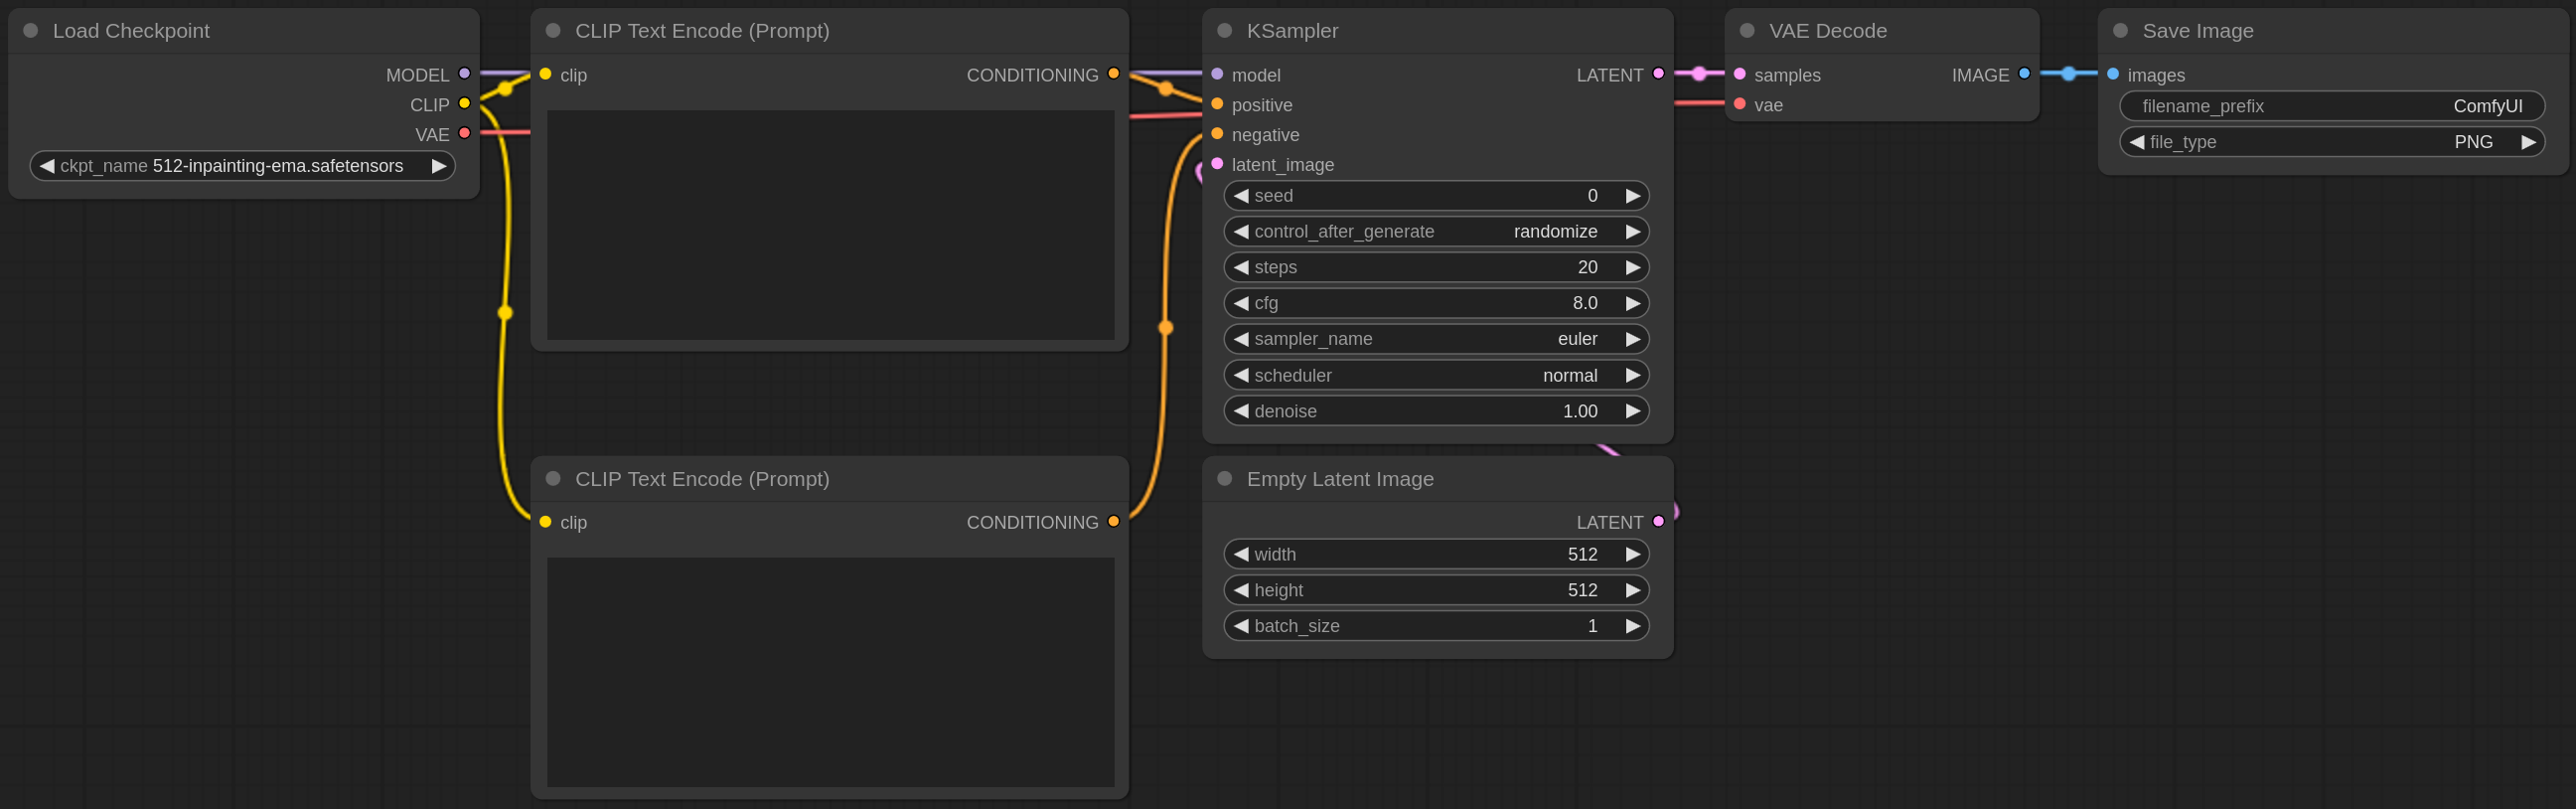 Load Checkpoint
MODEL
CLIP
VAE
ckpt_name 512-inpainting-ema.safetensors
CLIP Text Encode (Prompt)
clip CONDITIONING
CLIP Text Encode (Prompt)
clip CONDITIONING
KSampler
model LATENT
positive
negative
latent_image
seed 0
control_after_generate randomize
steps 20
cfg 8.0
sampler_name euler
scheduler normal
denoise 1.00
Empty Latent Image
LATENT
width 512
height 512
batch_size 1
VAE Decode
samples IMAGE
vae
Save Image
images
filename_prefix ComfyUI
file_type PNG